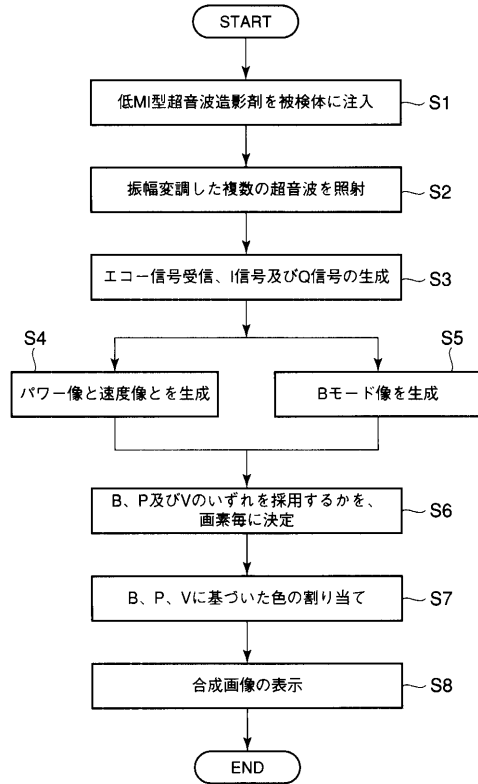 START
低MI型超音波造影剤を被検体に注入
S1
振幅変調した複数の超音波を照射
S2
エコー信号受信、I信号及びQ信号の生成
S3
S4
パワー像と速度像とを生成
S5
Bモード像を生成
B、P及びVのいずれを採用するかを、
画素毎に決定
S6
B、P、Vに基づいた色の割り当て
S7
合成画像の表示
S8
END